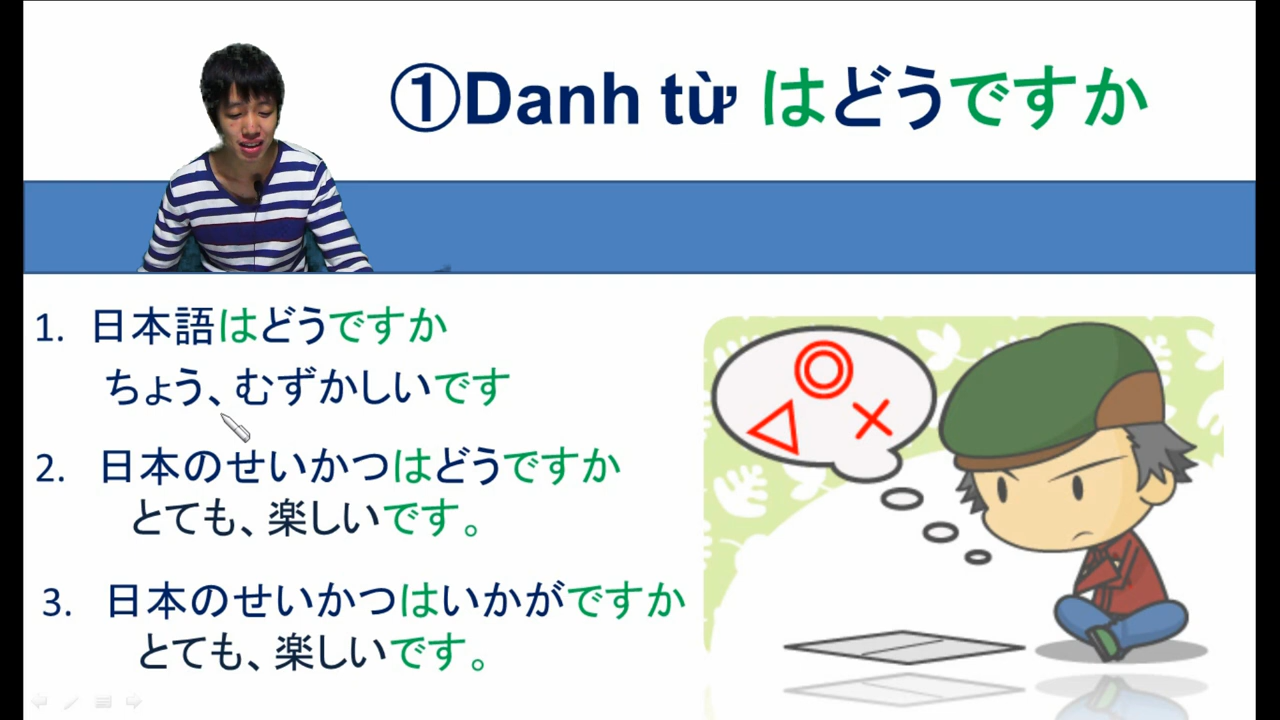 ①Danh từ はどうですか
1. 日本語はどうですか
ちょう、むずかしいです
2. 日本のせいかつはどうですか
とても、楽しいです。
3. 日本のせいかつはいかがですか
とても、楽しいです。